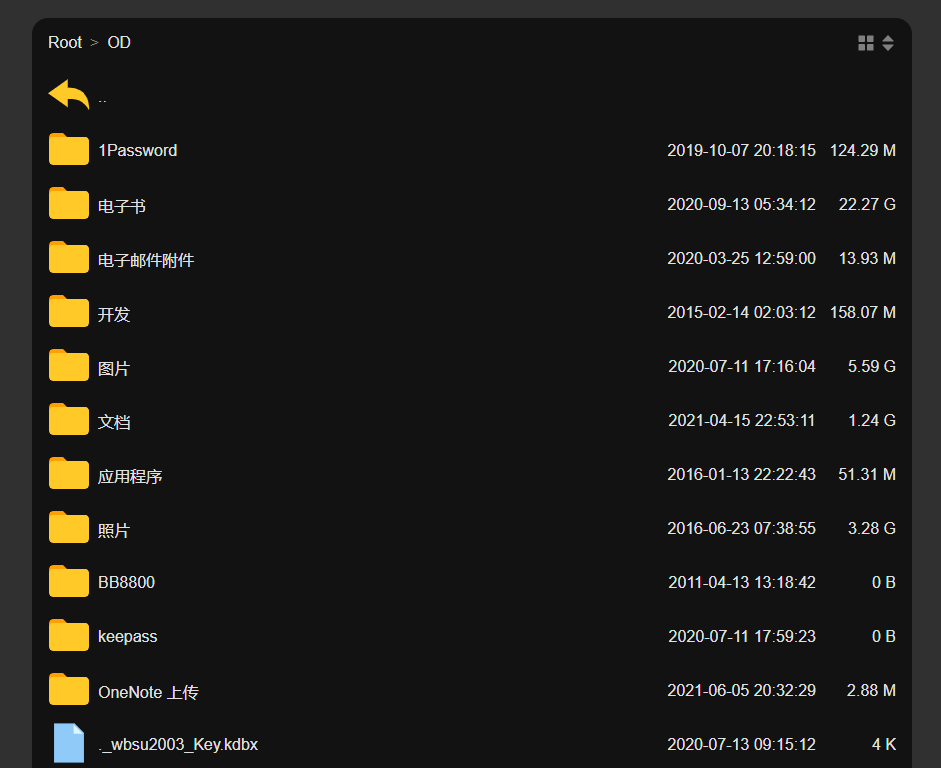 Root > OD
..
1Password 2019-10-07 20:18:15 124.29 M
电子书 2020-09-13 05:34:12 22.27 G
电子邮件附件 2020-03-25 12:59:00 13.93 M
开发 2015-02-14 02:03:12 158.07 M
图片 2020-07-11 17:16:04 5.59 G
文档 2021-04-15 22:53:11 1.24 G
应用程序 2016-01-13 22:22:43 51.31 M
照片 2016-06-23 07:38:55 3.28 G
BB8800 2011-04-13 13:18:42 0 B
keepass 2020-07-11 17:59:23 0 B
OneNote 上传 2021-06-05 20:32:29 2.88 M
._wbsu2003_Key.kdbx 2020-07-13 09:15:12 4 K